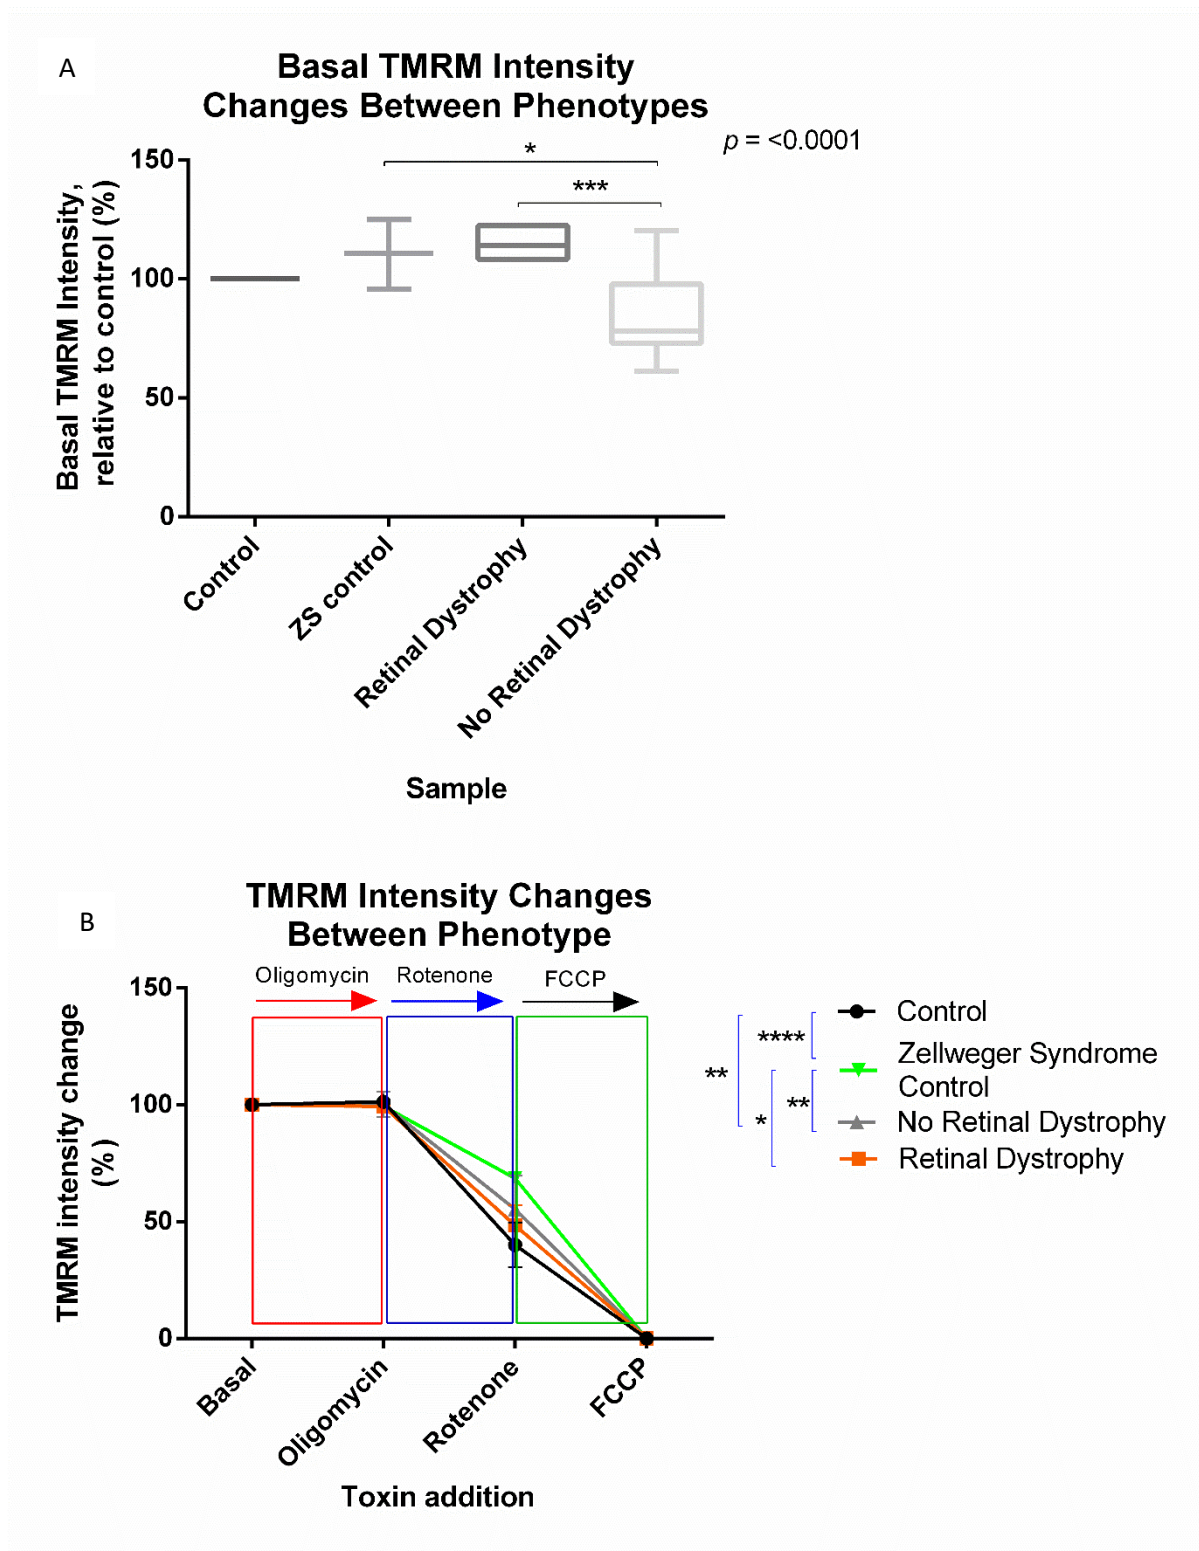 A
Basal TMRM Intensity
Changes Between Phenotypes
p = <0.0001
*
***
Basal TMRM Intensity,
relative to control (%)
150
100
50
0
Control
ZS control
Retinal Dystrophy
No Retinal Dystrophy
Sample
B
TMRM Intensity Changes
Between Phenotype
Oligomycin
Rotenone
FCCP
TMRM intensity change
(%)
150
100
50
0
Basal
Oligomycin
Rotenone
FCCP
Toxin addition
**
****
*
**
Control
Zellweger Syndrome
Control
No Retinal Dystrophy
Retinal Dystrophy